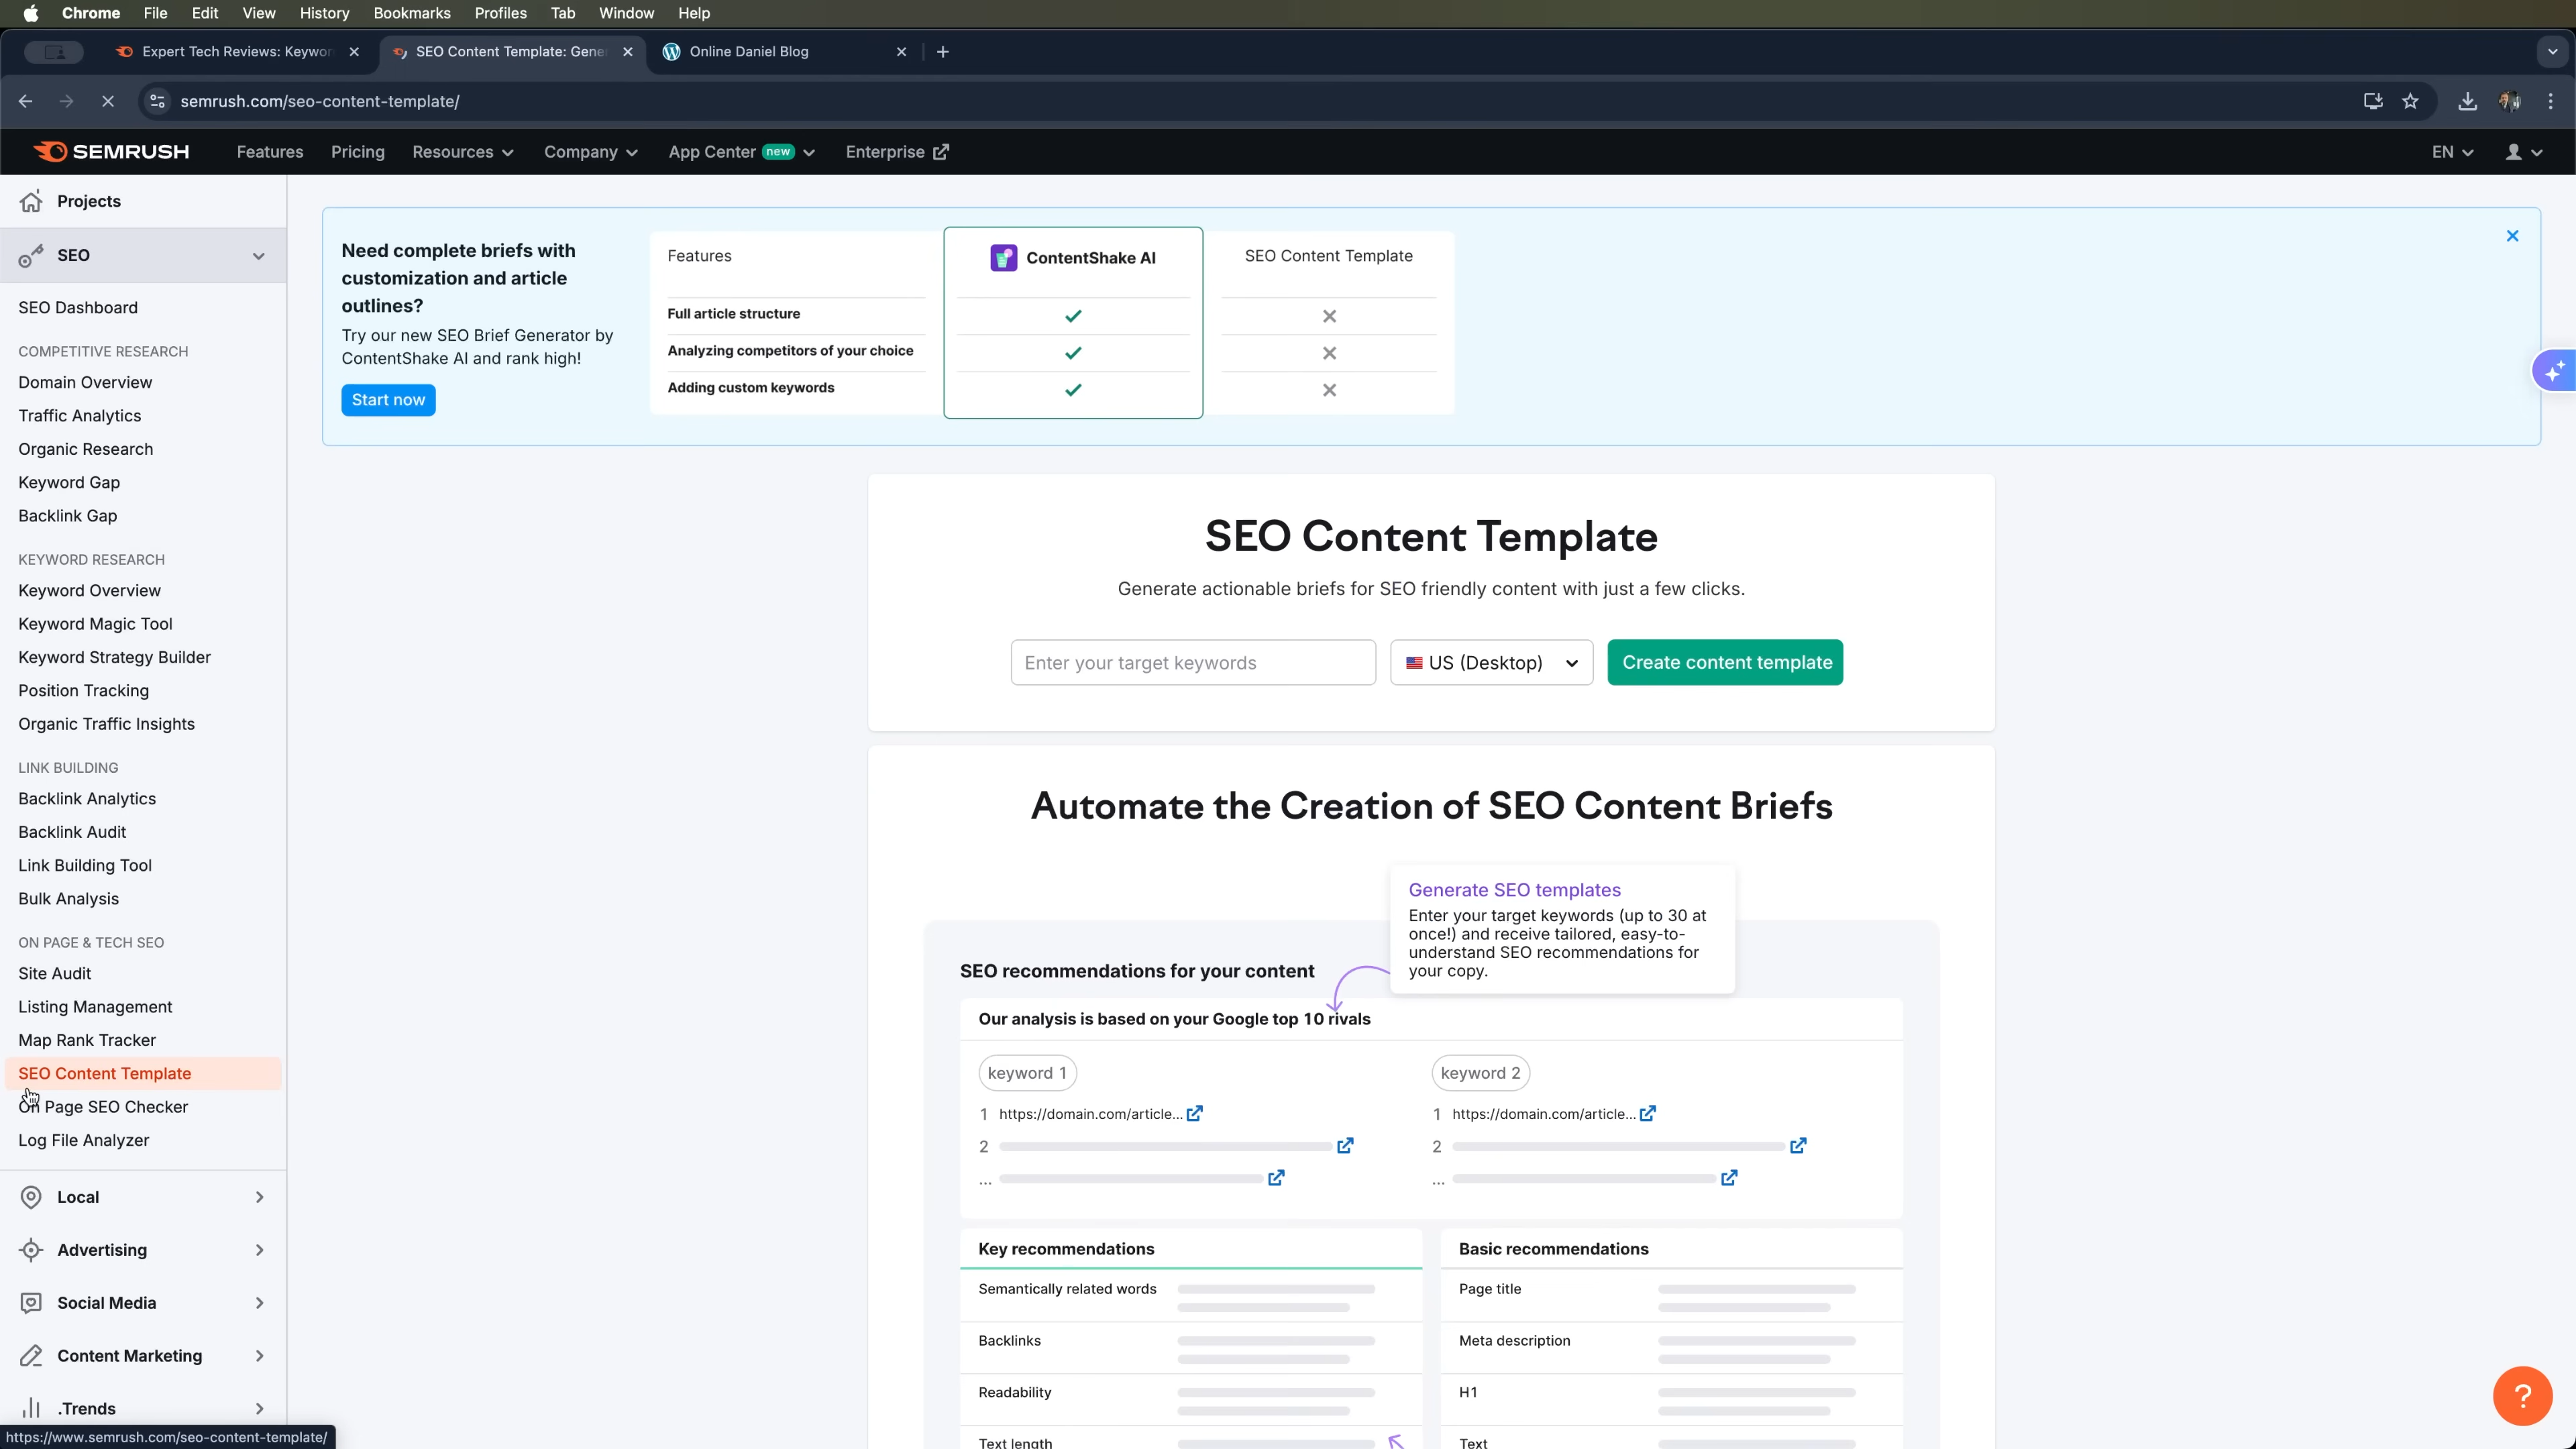 Chrome File Edit View History Bookmarks Profiles Tab Window Help
Expert Tech Reviews: Keywor
SEO Content Template: Gene
Online Daniel Blog
semrush.com/seo-content-template/
SEMRUSH
Features
Pricing
Resources
Company
App Center new
Enterprise
EN
Projects
SEO
SEO Dashboard
COMPETITIVE RESEARCH
Domain Overview
Traffic Analytics
Organic Research
Keyword Gap
Backlink Gap
KEYWORD RESEARCH
Keyword Overview
Keyword Magic Tool
Keyword Strategy Builder
Position Tracking
Organic Traffic Insights
LINK BUILDING
Backlink Analytics
Backlink Audit
Link Building Tool
Bulk Analysis
ON PAGE & TECH SEO
Site Audit
Listing Management
Map Rank Tracker
SEO Content Template
On Page SEO Checker
Log File Analyzer
Local
Advertising
Social Media
Content Marketing
.Trends
https://www.semrush.com/seo-content-template/
Need complete briefs with
customization and article
outlines?
Try our new SEO Brief Generator by
ContentShake AI and rank high!
Start now
Features
ContentShake AI
SEO Content Template
Full article structure
Analyzing competitors of your choice
Adding custom keywords
SEO Content Template
Generate actionable briefs for SEO friendly content with just a few clicks.
Enter your target keywords
US (Desktop)
Create content template
Automate the Creation of SEO Content Briefs
Generate SEO templates
Enter your target keywords (up to 30 at
once!) and receive tailored, easy-to-
understand SEO recommendations for
your copy.
SEO recommendations for your content
Our analysis is based on your Google top 10 rivals
keyword 1
1 https://domain.com/article...
2
...
keyword 2
1 https://domain.com/article...
2
...
Key recommendations
Semantically related words
Backlinks
Readability
Text length
Basic recommendations
Page title
Meta description
H1
Text
?